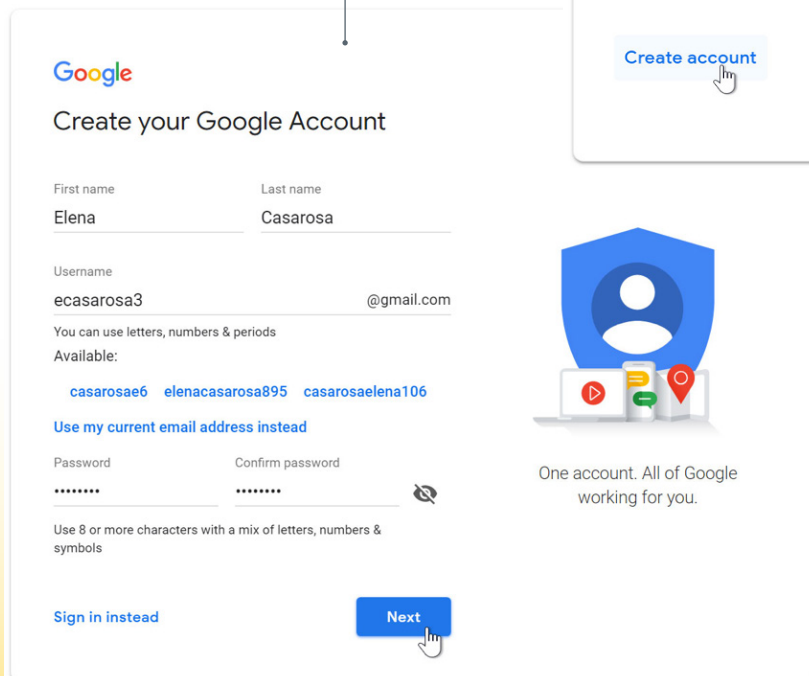 Create account
Google
Create your Google Account
First name Last name
Elena Casarosa
Username
ecasarosa3 @gmail.com
You can use letters, numbers & periods
Available:
casarosae6 elenacasarosa895 casarosaelena106
Use my current email address instead
Password Confirm password
•••••••• ••••••••
Use 8 or more characters with a mix of letters, numbers &
symbols
Sign in instead Next
One account. All of Google
working for you.